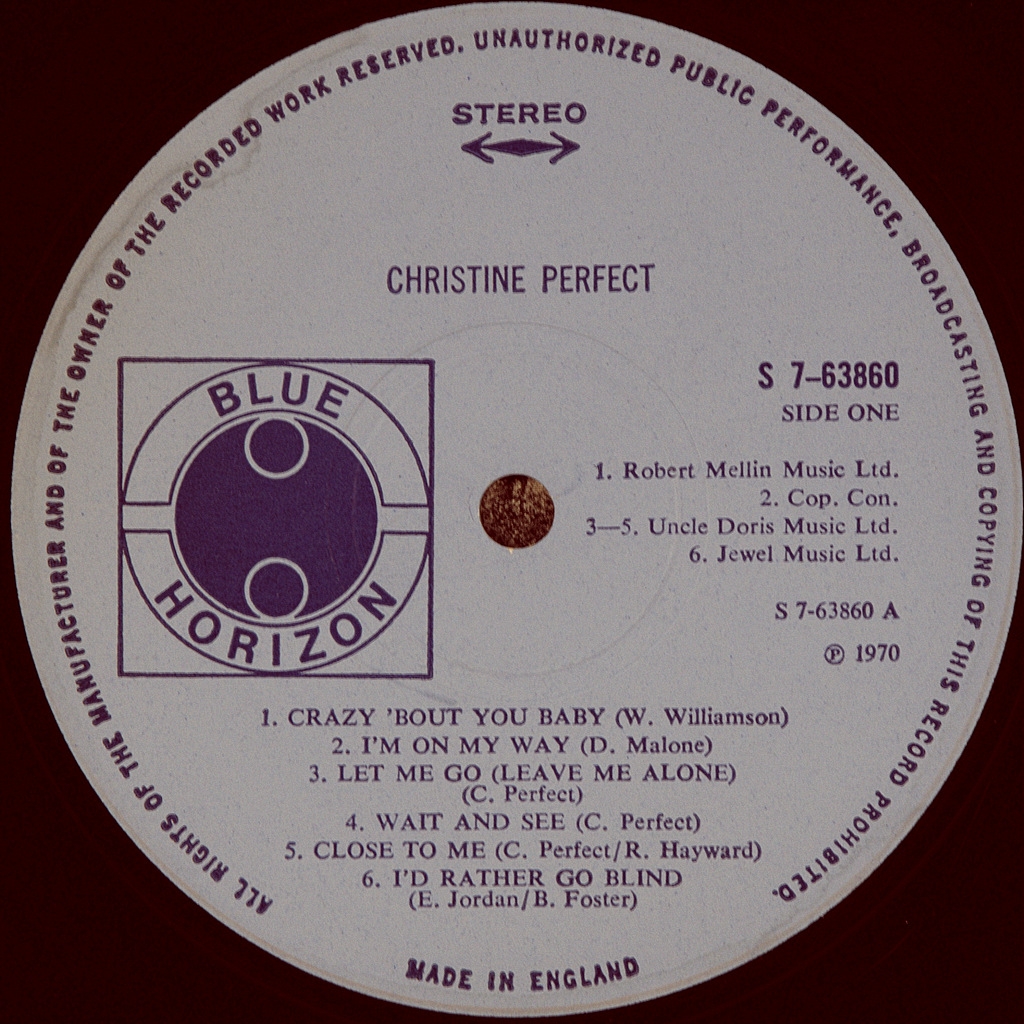 ALL RIGHTS OF THE MANUFACTURER AND OF THE OWNER OF THE RECORDED WORK RESERVED. UNAUTHORIZED PUBLIC PERFORMANCE, BROADCASTING AND COPYING OF THIS RECORD PROHIBITED.
STEREO
CHRISTINE PERFECT
BLUE
HORIZON
S 7-63860
SIDE ONE
1. Robert Mellin Music Ltd.
2. Cop. Con.
3—5. Uncle Doris Music Ltd.
6. Jewel Music Ltd.
S 7-63860 A
℗ 1970
1. CRAZY 'BOUT YOU BABY (W. Williamson)
2. I'M ON MY WAY (D. Malone)
3. LET ME GO (LEAVE ME ALONE)
(C. Perfect)
4. WAIT AND SEE (C. Perfect)
5. CLOSE TO ME (C. Perfect/R. Hayward)
6. I'D RATHER GO BLIND
(E. Jordan/B. Foster)
MADE IN ENGLAND